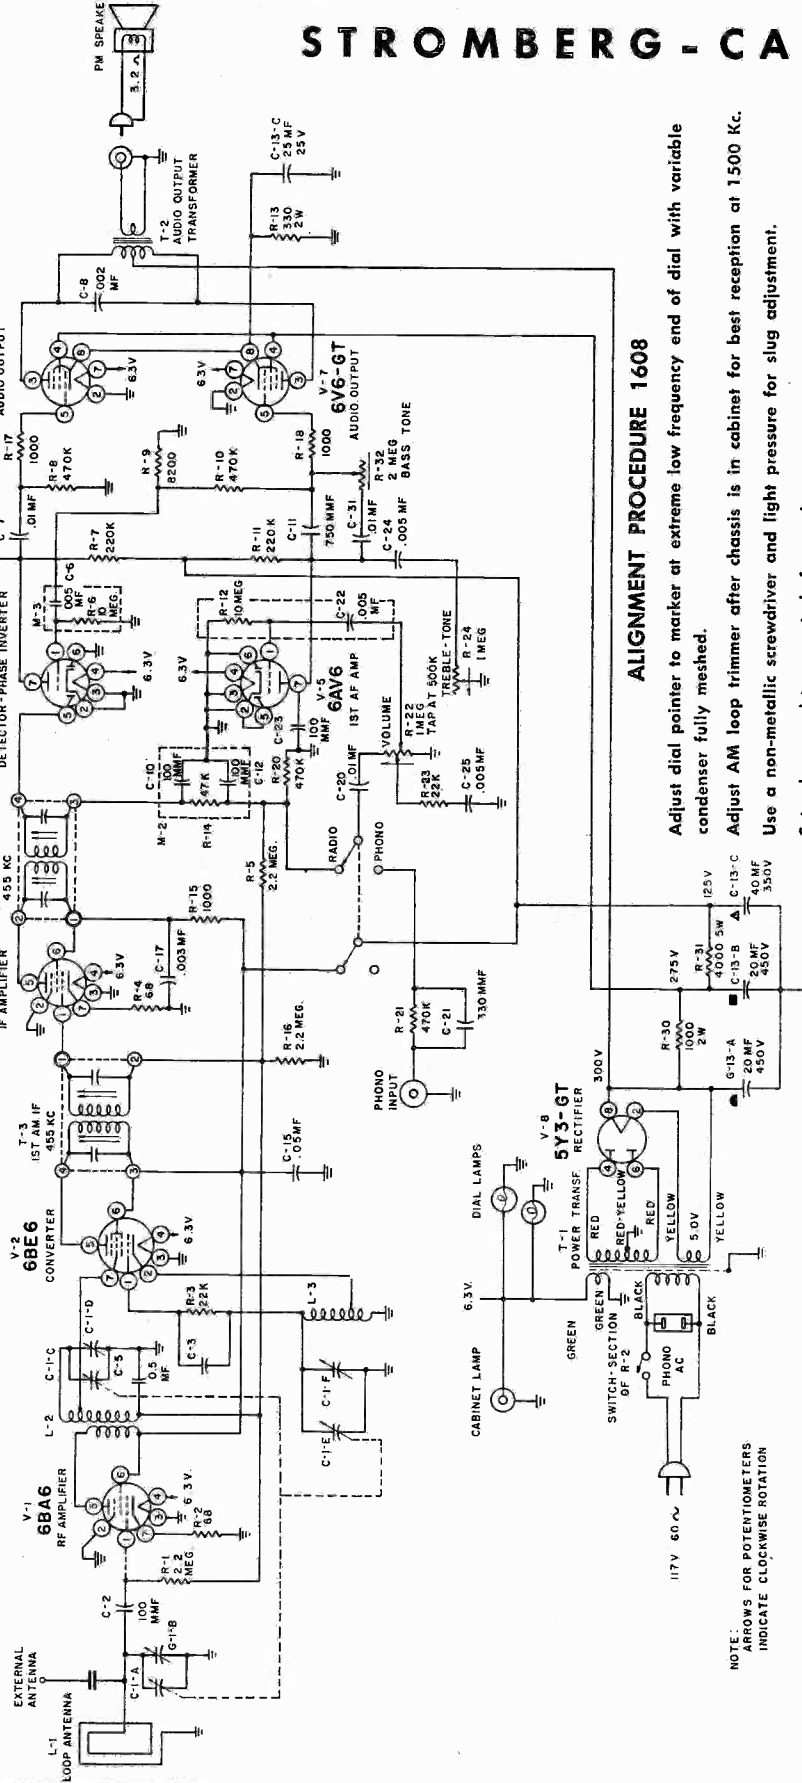 STROMBERG-CA
PM SPEAKE
3.2
T-2
AUDIO OUTPUT
TRANSFORMER
C-13-C
25 MF
25 V
R-13
330
2W
C-8
.002
MF
AUDIO OUTPUT
6.3V
6.3V
V-7
6V6-GT
AUDIO OUTPUT
R-17
1000
R-8
470K
R-9
8200
R-10
470K
R-18
1000
R-32
2 MEG
BASS TONE
.01 MF
R-7
220K
R-11
220K
C-11
750 MMF
C-31
.01 MF
C-24
.005 MF
DETECTOR-PHASE INVERTER
M-3
C-6
.005
MF
R-6
10
MEG.
6.3V
R-12
10 MEG
C-22
.005
MF
6.3V
V-5
6AV6
1ST AF AMP
TREBLE-TONE
R-24
1 MEG
C-23
100
MMF
VOLUME
R-22
1 MEG
TAP AT 500K
C-10
100
MMF
47K
100
MMF
C-12
M-2
R-14
R-20
470K
C-20
.01 MF
R-23
22K
C-25
.005MF
455 KC
R-5
2.2 MEG.
RADIO
PHONO
IF AMPLIFIER
6.3V
C-17
.003MF
R-15
1000
R-4
68
R-16
2.2 MEG.
R-21
470K
C-21
330 MMF
PHONO
INPUT
T-3
1ST AM IF
455 KC
C-15
.05MF
V-2
6BE6
CONVERTER
6.3V
R-3
22K
C-3
L-3
C-1-D
C-1-C
C-5
0.5
MF
L-2
C-1-F
C-1-E
V-1
6BA6
RF AMPLIFIER
6.3V.
R-2
68
R-1
2.2
MEG.
C-2
100
MMF
EXTERNAL
ANTENNA
C-1-A
C-1-B
L-1
LOOP ANTENNA
ALIGNMENT PROCEDURE 1608
Adjust dial pointer to marker at extreme low frequency end of dial with variable
condenser fully meshed.
Adjust AM loop trimmer after chassis is in cabinet for best reception at 1500 Kc.
Use a non-metallic screwdriver and light pressure for slug adjustment.
125V
C-13-C
40 MF
350V
R-31
4000 5W
275V
C-13-B
20 MF
450V
R-30
1000
2W
C-13-A
20 MF
450V
300V
V-8
5Y3-GT
RECTIFIER
T-1
POWER TRANSF.
RED
RED-YELLOW
RED
YELLOW
5.0V
YELLOW
DIAL LAMPS
6.3V.
CABINET LAMP
GREEN
GREEN
BLACK
BLACK
SWITCH-SECTION
OF R-2
PHONO
AC
117V 60
NOTE:
ARROWS FOR POTENTIOMETERS
INDICATE CLOCKWISE ROTATION